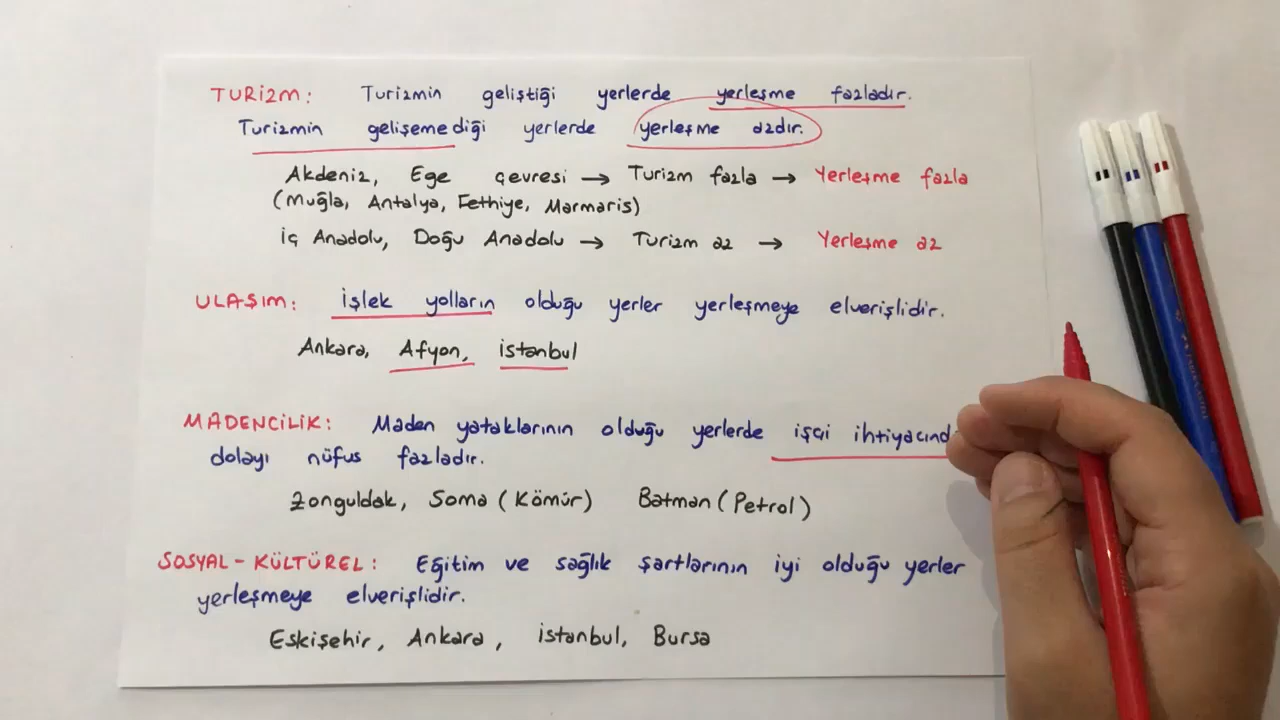 TURİZM: Turizmin geliştiği yerlerde yerleşme fazladır.
Turizmin gelişemediği yerlerde yerleşme azdır.
Akdeniz, Ege çevresi → Turizm fazla → Yerleşme fazla
(Muğla, Antalya, Fethiye, Marmaris)
İç Anadolu, Doğu Anadolu → Turizm az → Yerleşme az
ULAŞIM: İşlek yolların olduğu yerler yerleşmeye elverişlidir.
Ankara, Afyon, İstanbul
MADENCİLİK: Maden yataklarının olduğu yerlerde işçi
dolayı nüfus fazladır.
Zonguldak, Soma (Kömür) Batman (Petrol)
SOSYAL-KÜLTÜREL: Eğitim ve sağlık şartlarının iyi olduğu yerler
yerleşmeye elverişlidir.
Eskişehir, Ankara, İstanbul, Bursa